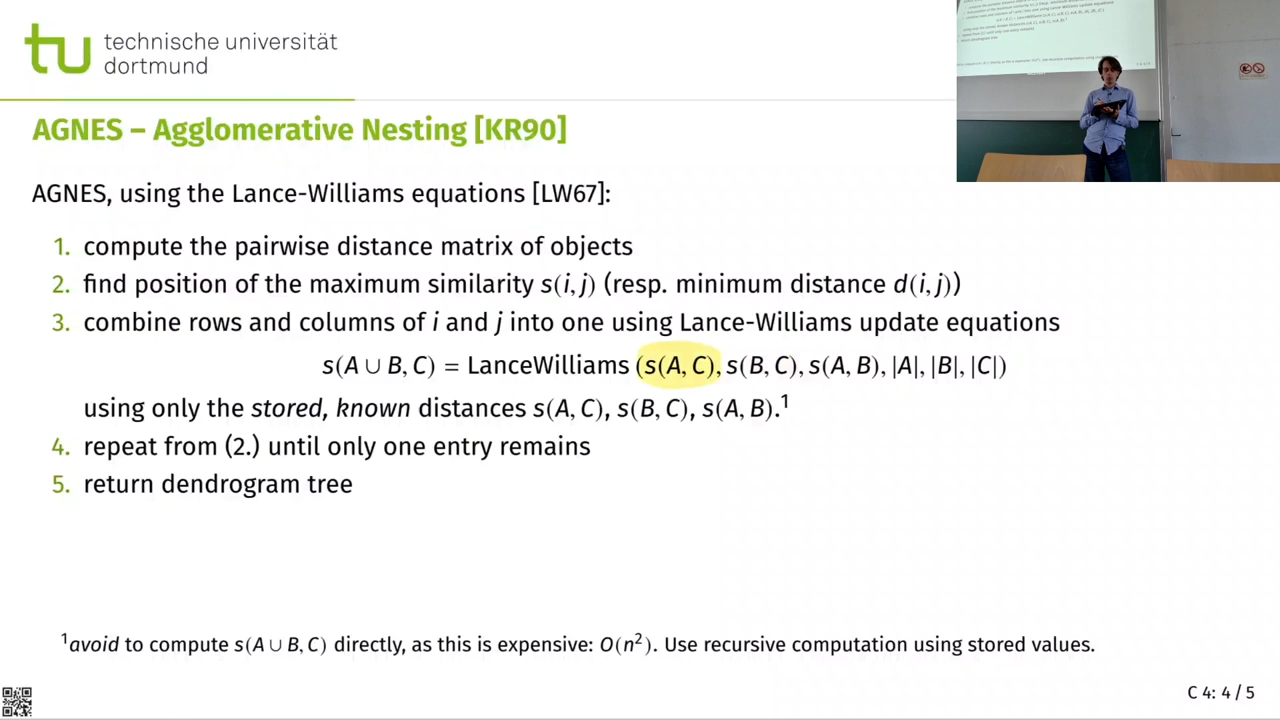 technische universität
dortmund
AGNES – Agglomerative Nesting [KR90]
AGNES, using the Lance-Williams equations [LW67]:
1. compute the pairwise distance matrix of objects
2. find position of the maximum similarity s(i, j) (resp. minimum distance d(i, j))
3. combine rows and columns of i and j into one using Lance-Williams update equations
s(A ∪ B, C) = LanceWilliams (s(A, C), s(B, C), s(A, B), |A|, |B|, |C|)
using only the stored, known distances s(A, C), s(B, C), s(A, B).¹
4. repeat from (2.) until only one entry remains
5. return dendrogram tree
¹avoid to compute s(A ∪ B, C) directly, as this is expensive: O(n²). Use recursive computation using stored values.
C 4: 4 / 5